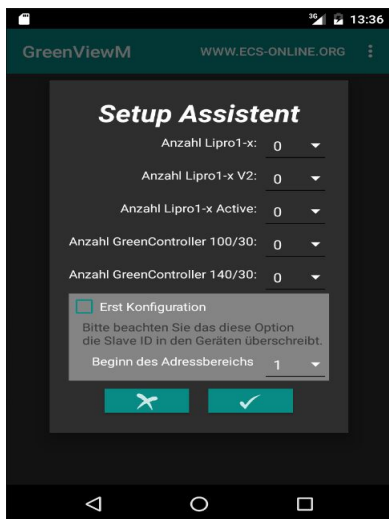 3G 13:36
GreenViewM WWW.ECS-ONLINE.ORG
Setup Assistent
Anzahl Lipro1-x: 0
Anzahl Lipro1-x V2: 0
Anzahl Lipro1-x Active: 0
Anzahl GreenController 100/30: 0
Anzahl GreenController 140/30: 0
Erst Konfiguration
Bitte beachten Sie das diese Option
die Slave ID in den Geräten überschreibt.
Beginn des Adressbereichs 1